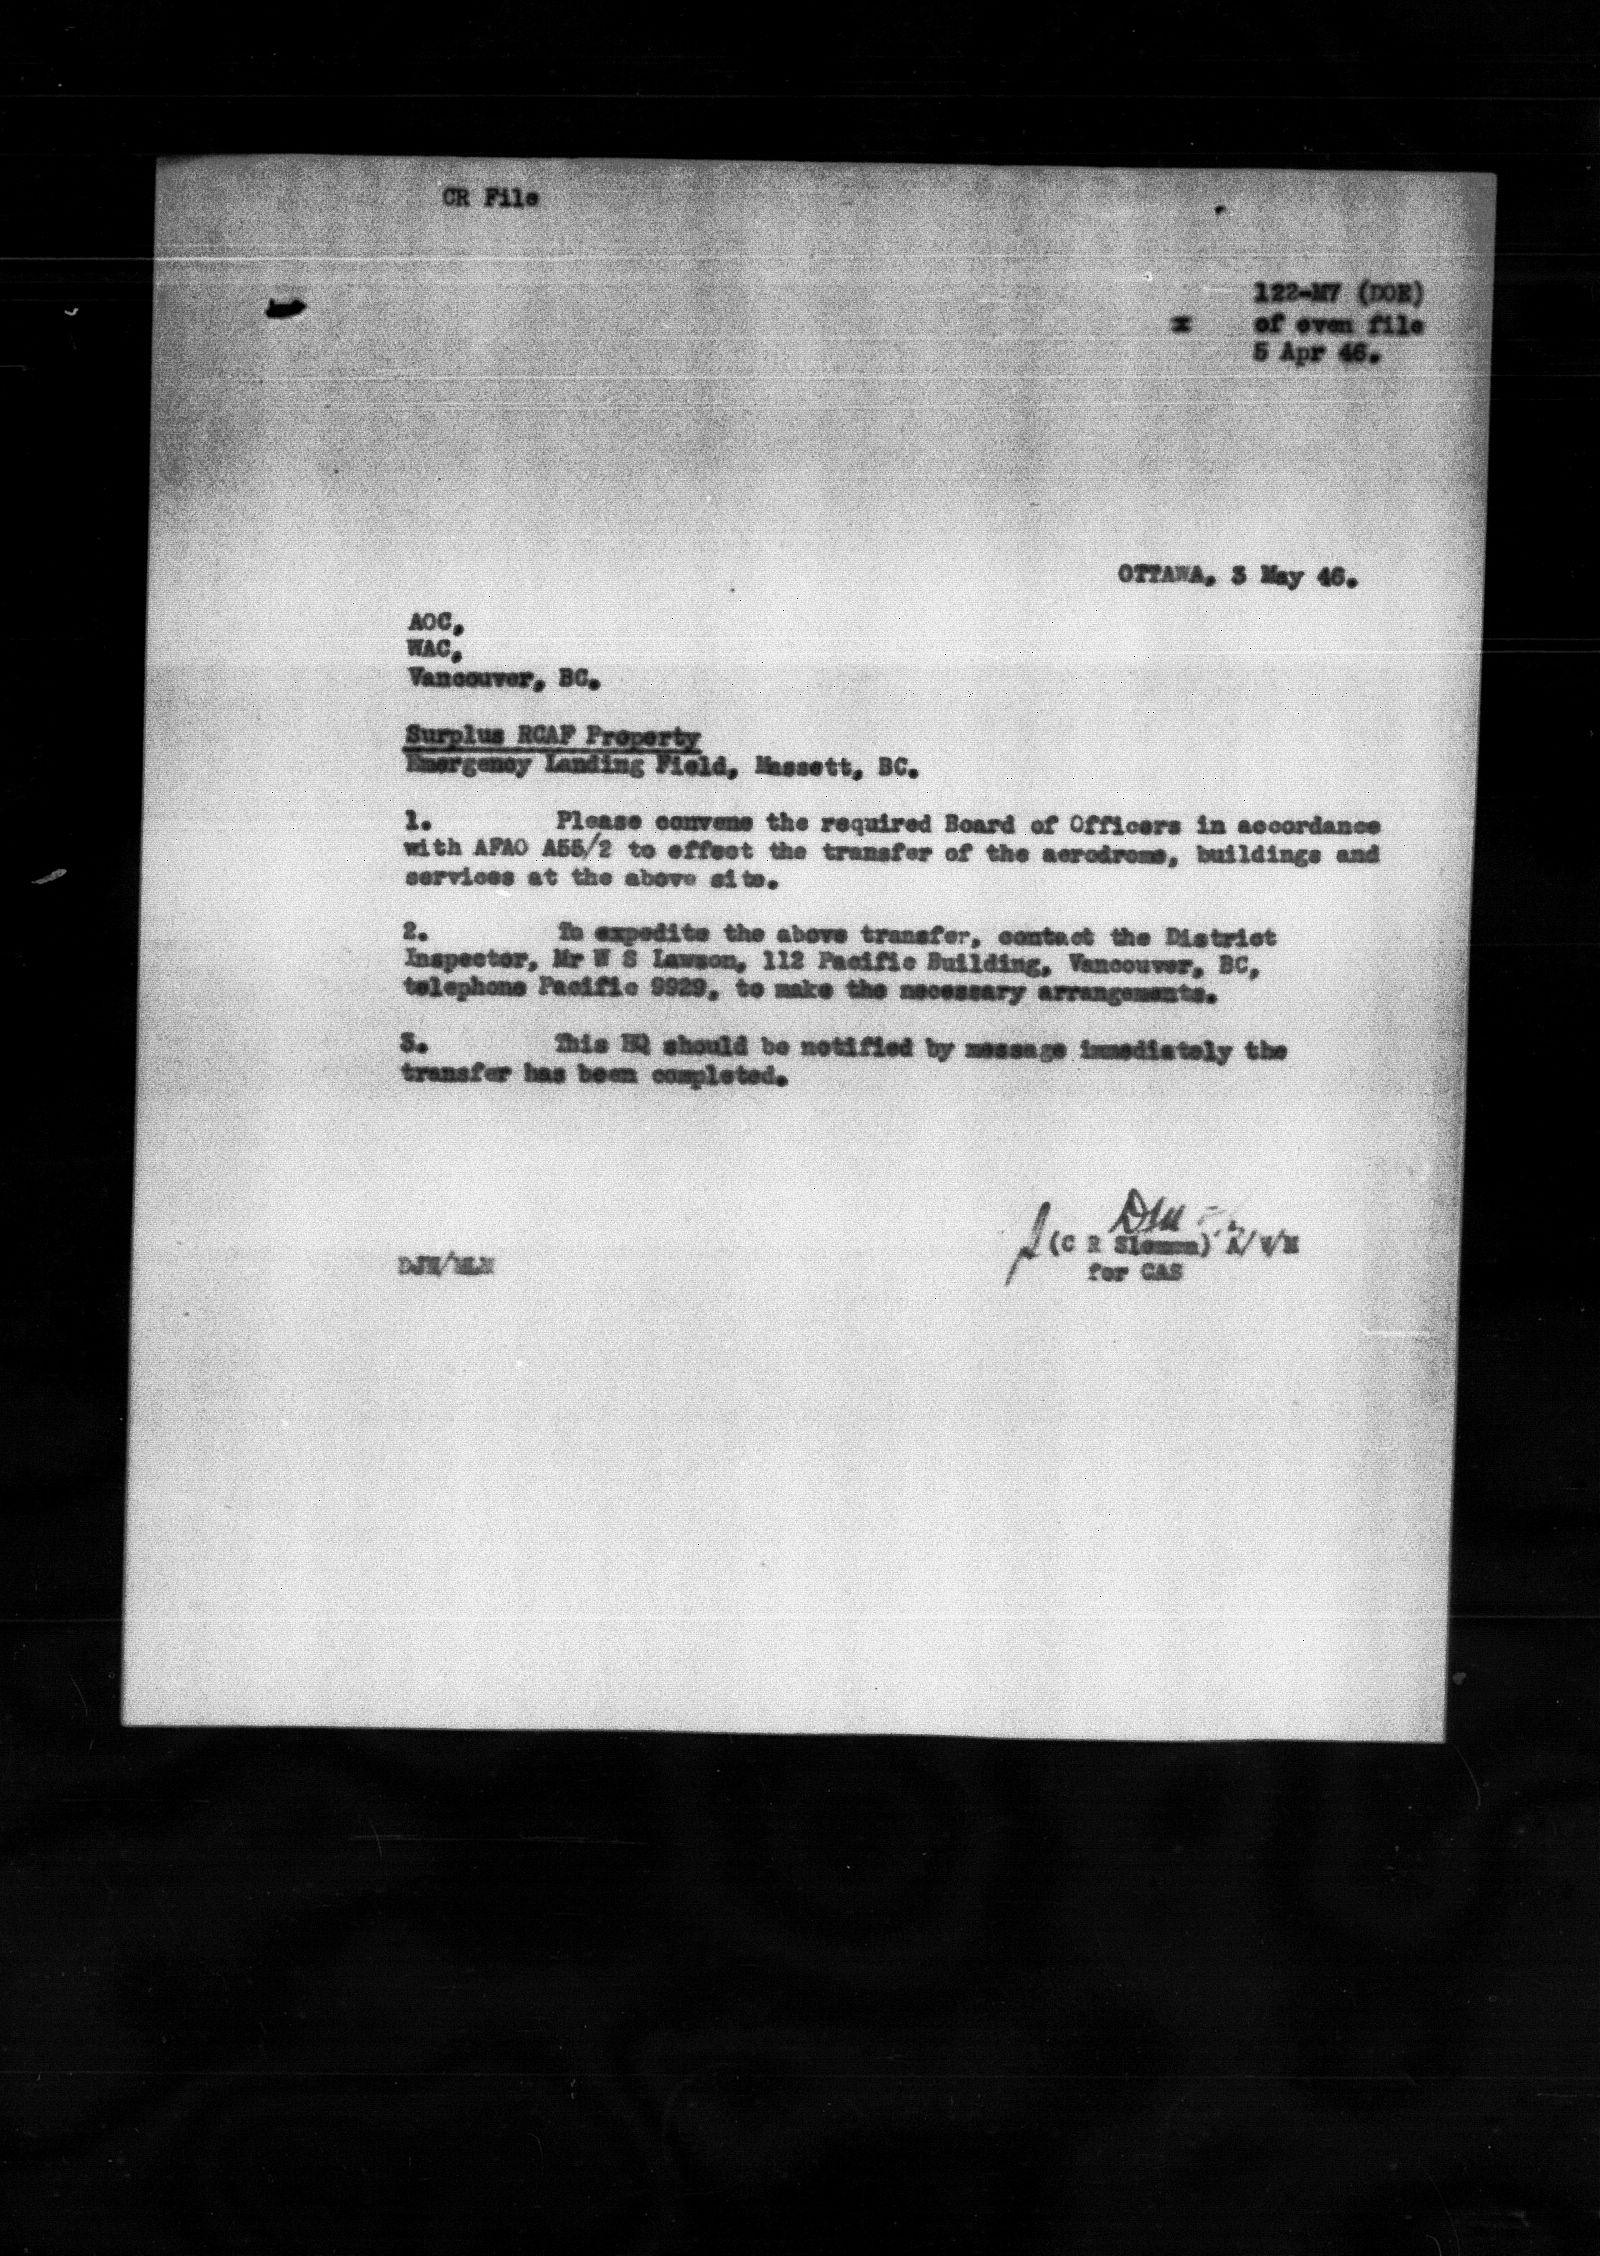 CR File
122-M7 (DOE)
x of even file
5 Apr 46.
OTTAWA, 3 May 46.
AOC,
WAC,
Vancouver, BC.
Surplus RCAF Property
Emergency Landing Field, Massett, BC.
1. Please convene the required Board of Officers in accordance
with AFAO A55/2 to effect the transfer of the aerodrome, buildings and
services at the above site.
2. To expedite the above transfer, contact the District
Inspector, Mr W S Lawson, 112 Pacific Building, Vancouver, BC,
telephone Pacific 9929, to make the necessary arrangements.
3. This HQ should be notified by message immediately the
transfer has been completed.
(C R Slemon) A/V/M
for CAS